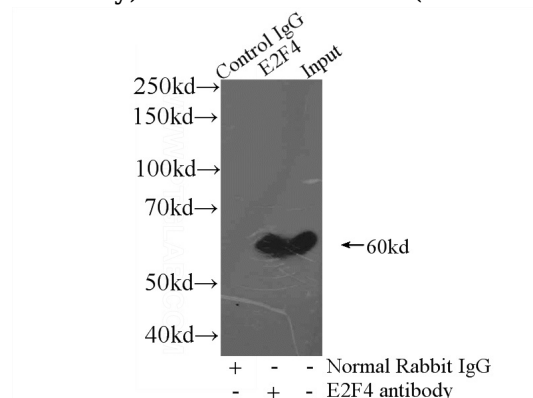 Control IgG
E2F4
Input
250kd→
150kd→
100kd→
70kd→
50kd→
40kd→
←60kd
+ - - Normal Rabbit IgG
- + - E2F4 antibody